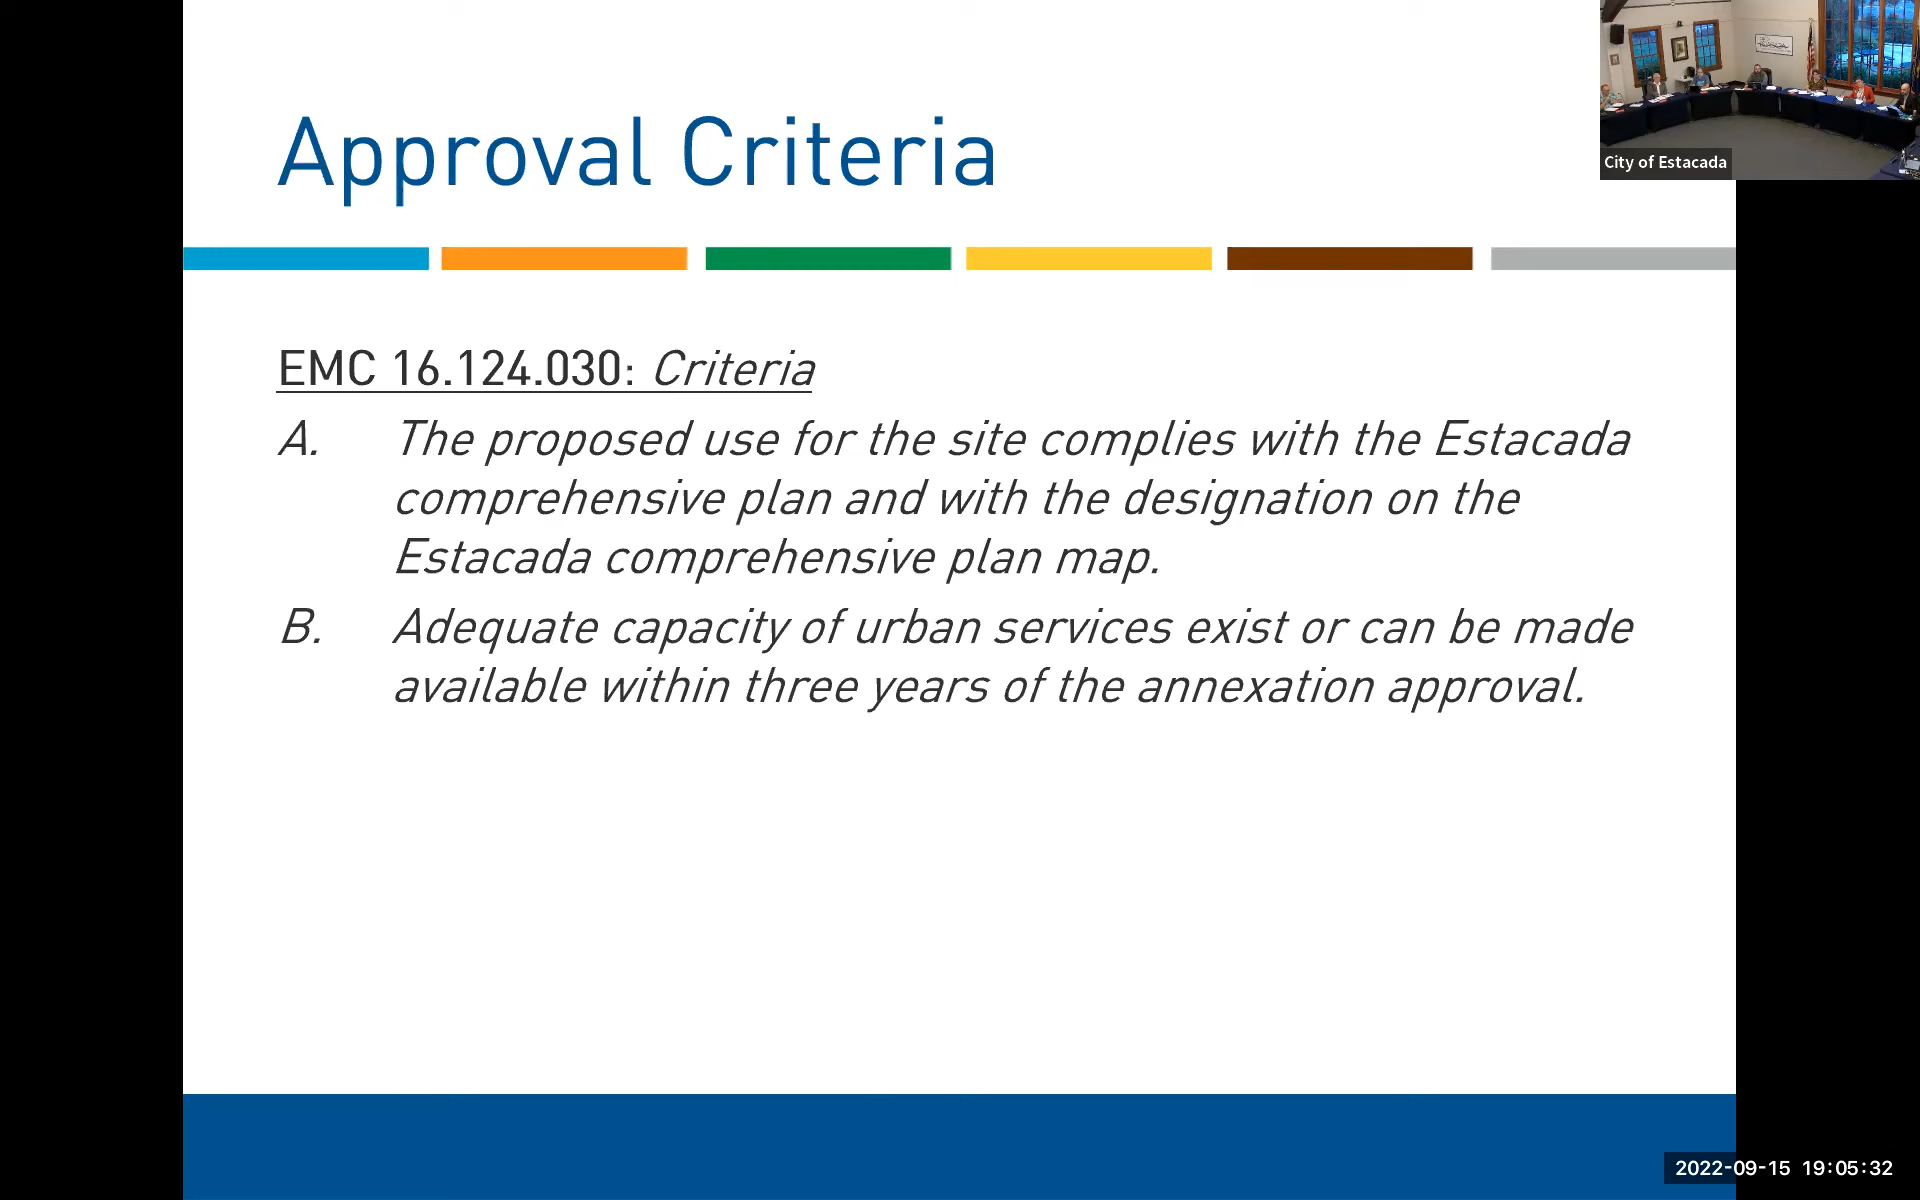 Approval Criteria
City of Estacada
EMC 16.124.030: Criteria
A. The proposed use for the site complies with the Estacada
comprehensive plan and with the designation on the
Estacada comprehensive plan map.
B. Adequate capacity of urban services exist or can be made
available within three years of the annexation approval.
2022-09-15 19:05:32